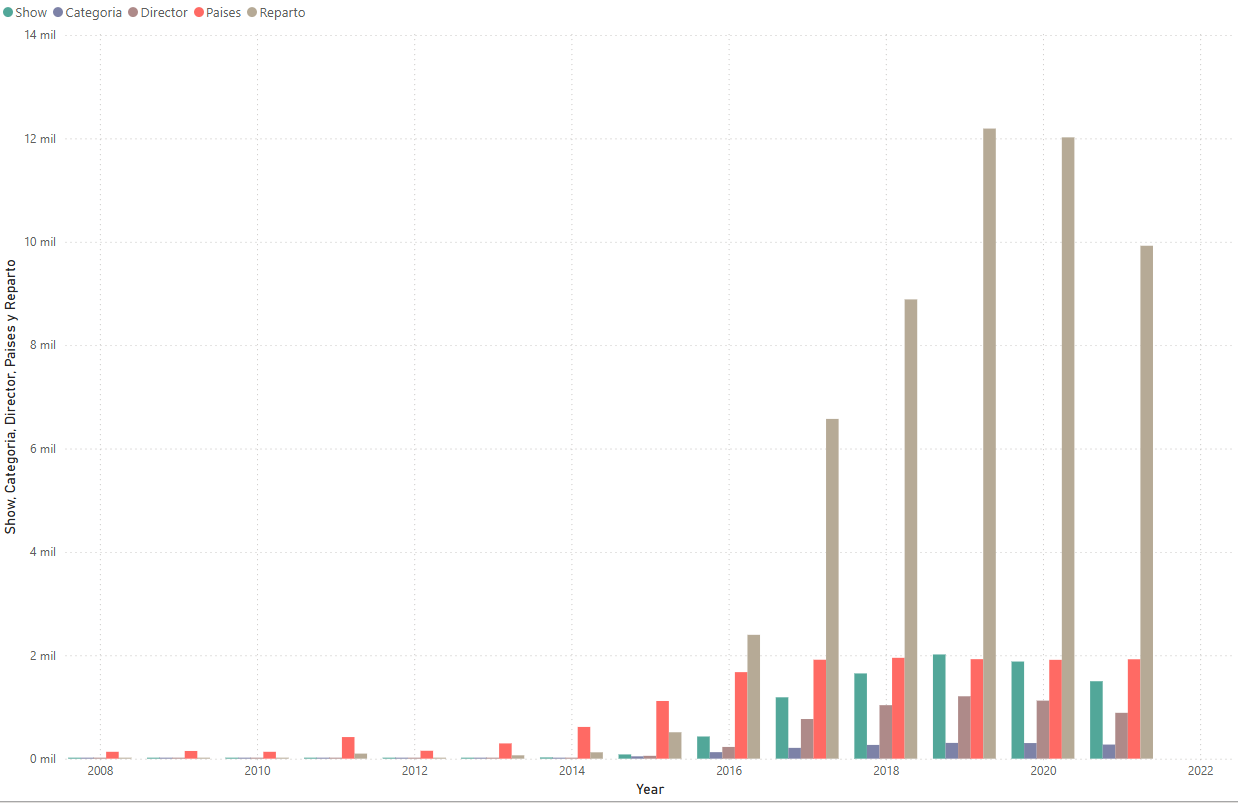 Show Categoria Director Paises Reparto
14 mil
12 mil
10 mil
8 mil
6 mil
4 mil
2 mil
0 mil
Show, Categoria, Director, Paises y Reparto
2008 2010 2012 2014 2016 2018 2020 2022
Year